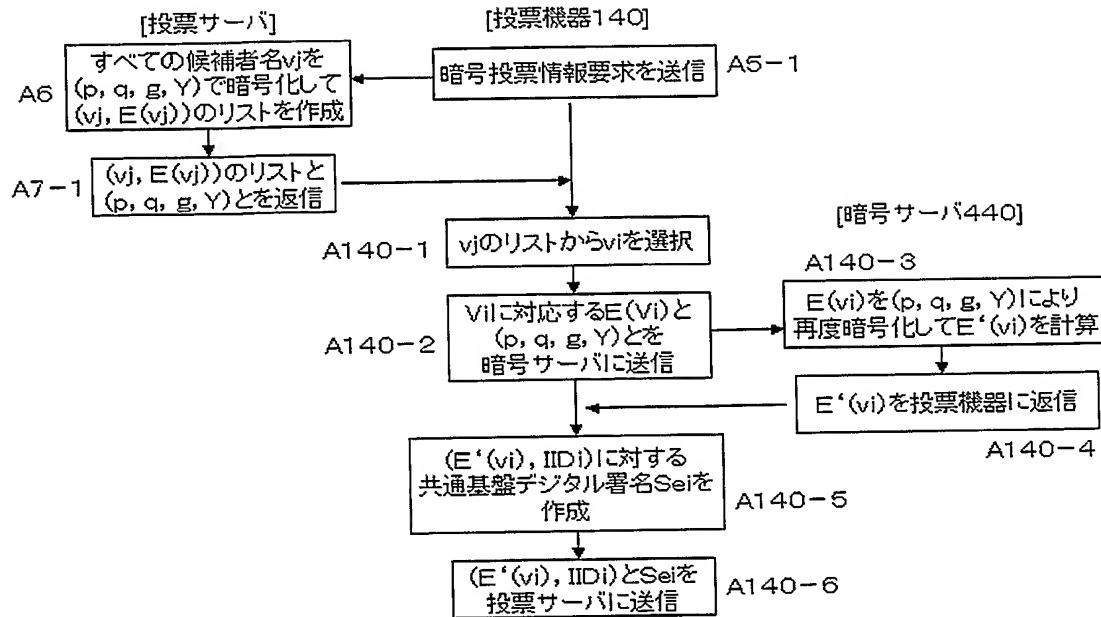 [投票サーバ]
[投票機器140]
すべての候補者名vjを
(p, q, g, Y)で暗号化して
(vj, E(vj))のリストを作成
A6
暗号投票情報要求を送信
A5-1
(vj, E(vj))のリストと
(p, q, g, Y)とを返信
A7-1
vjのリストからviを選択
A140-1
[暗号サーバ440]
A140-3
Viに対応するE(Vi)と
(p, q, g, Y)とを
暗号サーバに送信
A140-2
E(vi)を(p, q, g, Y)により
再度暗号化してE‘(vi)を計算
E‘(vi)を投票機器に返信
A140-4
(E‘(vi), IIDi)に対する
共通基盤デジタル署名Seiを
作成
A140-5
(E‘(vi), IIDi)とSeiを
投票サーバに送信
A140-6